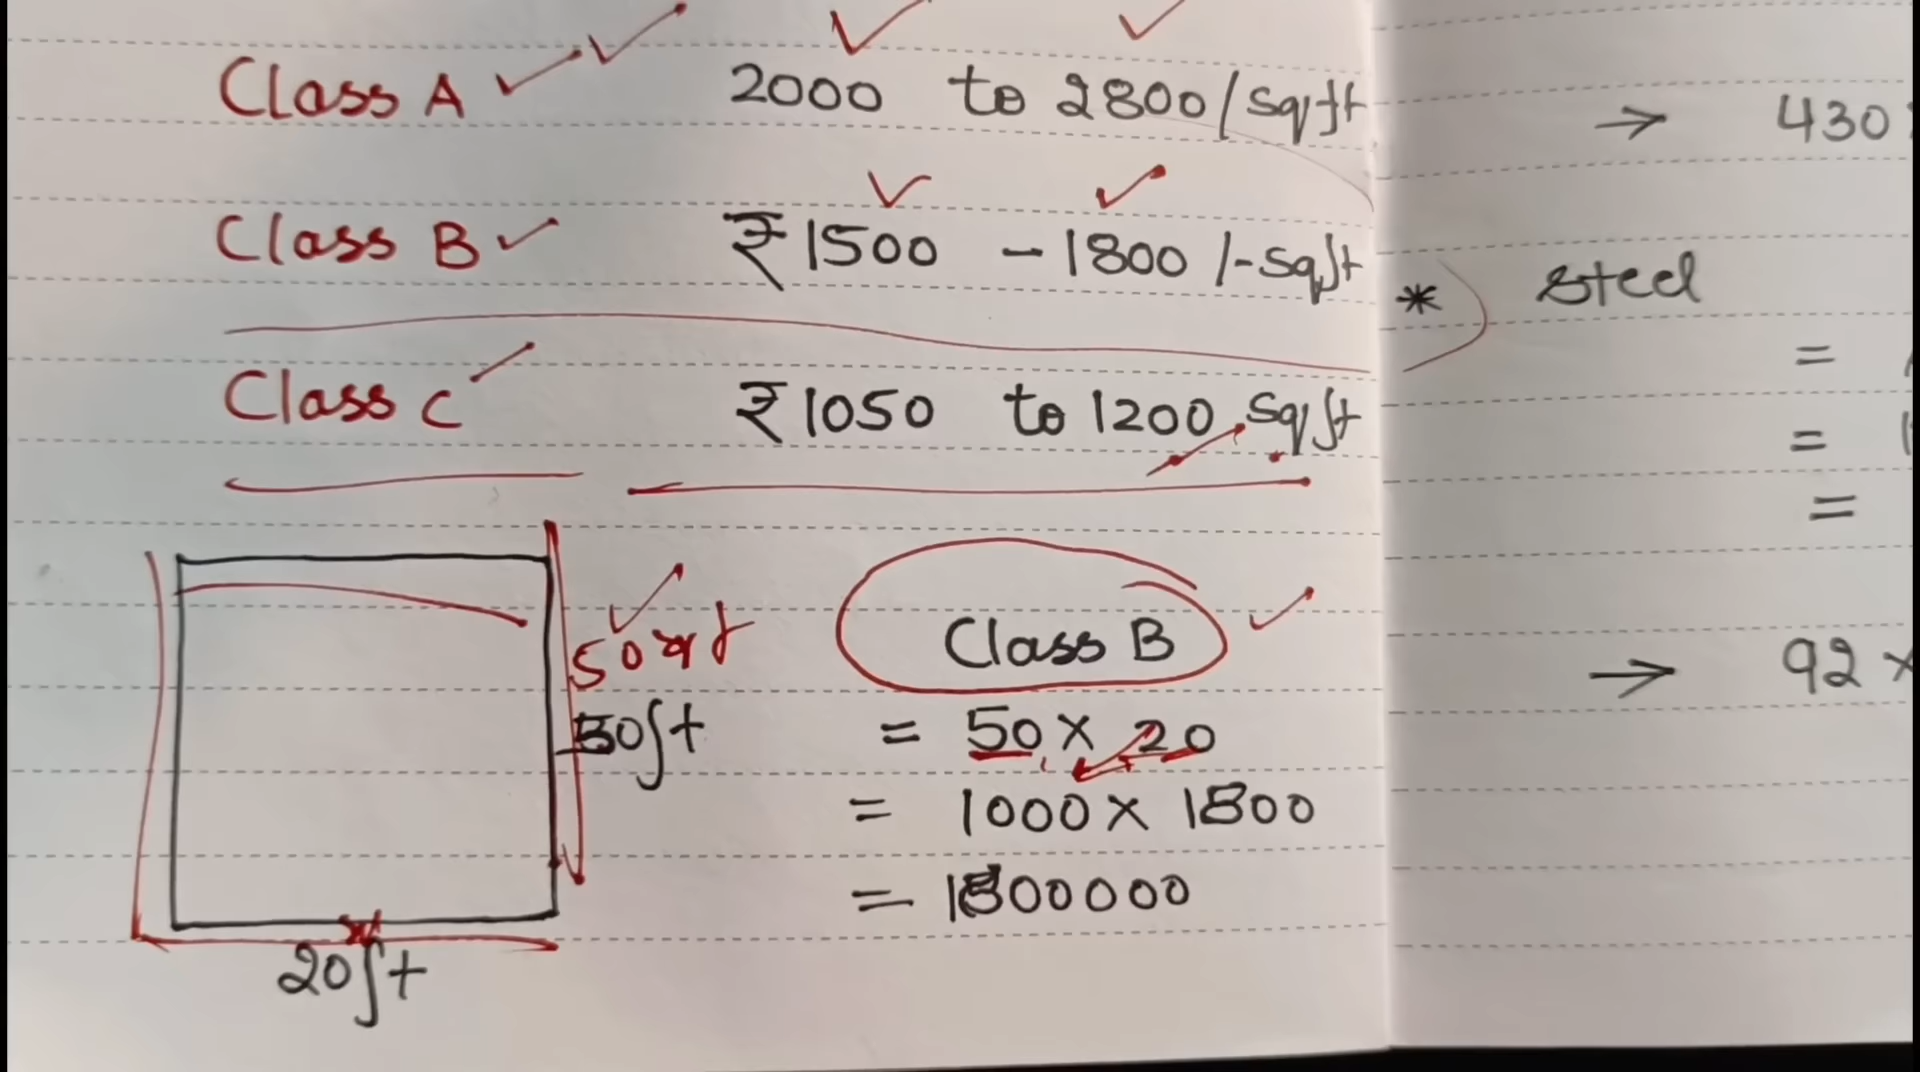 Class A 2000 to 2800/sqft
Class B ₹1500 - 1800/-sqft
Class C ₹1050 to 1200 sqft
50
50ft
20ft
Class B
= 50 x 20
= 1000 x 1800
= 1800000
→ 430
* steel
=
=
=
→ 92 x